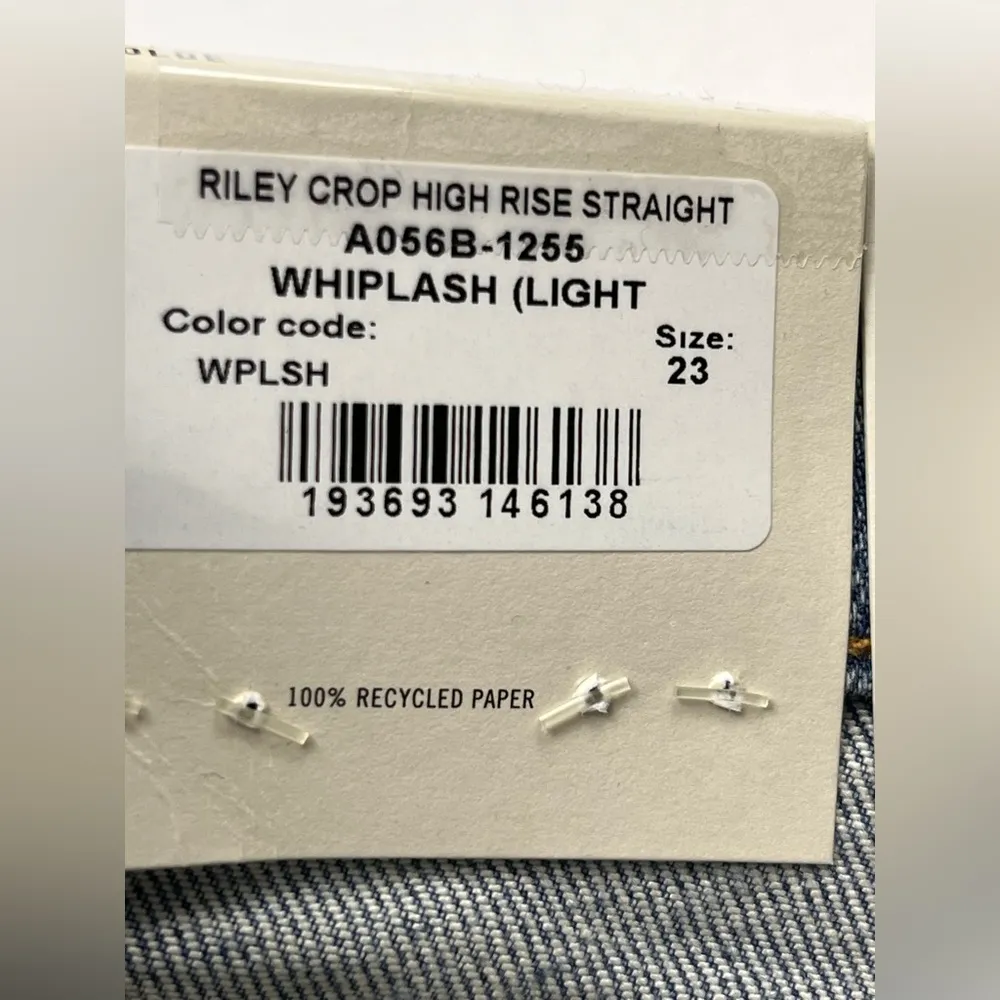 RILEY CROP HIGH RISE STRAIGHT
A056B-1255
WHIPLASH (LIGHT
Color code:
Size:
WPLSH
23
193693 146138
100% RECYCLED PAPER